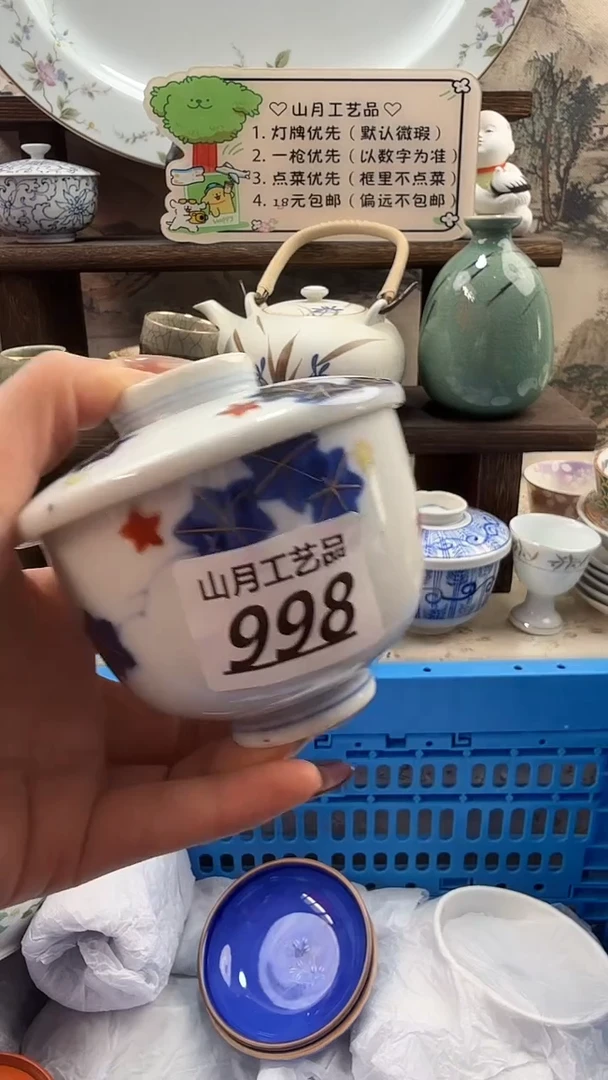 ♡山月工艺品♡
1. 灯牌优先（默认微瑕）
2. 一枪优先（以数字为准）
3. 点菜优先（框里不点菜）
4. 18元包邮（偏远不包邮）
山月工艺品
998